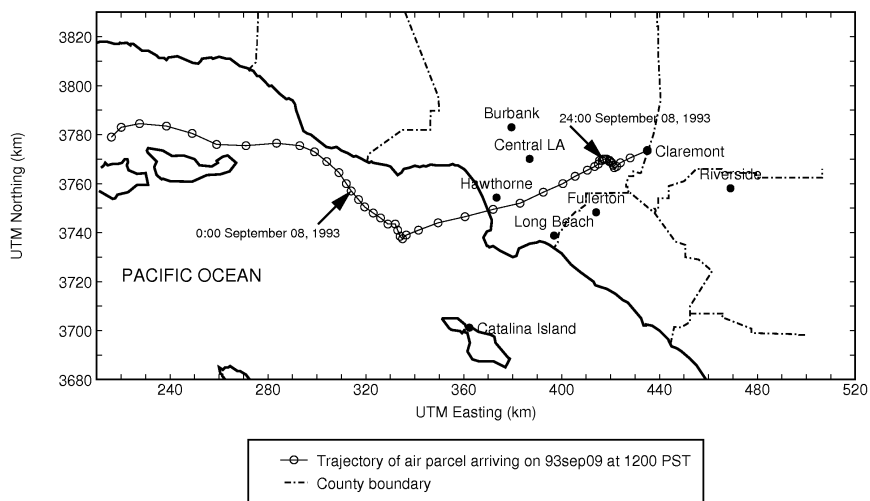 3820
3800
3780
3760
3740
3720
3700
3680
UTM Northing (km)
Burbank
24:00 September 08, 1993
Central LA
Claremont
Hawthorne
Riverside
Fullerton
Long Beach
0:00 September 08, 1993
PACIFIC OCEAN
Catalina Island
240 280 320 360 400 440 480 520
UTM Easting (km)
Trajectory of air parcel arriving on 93sep09 at 1200 PST
County boundary